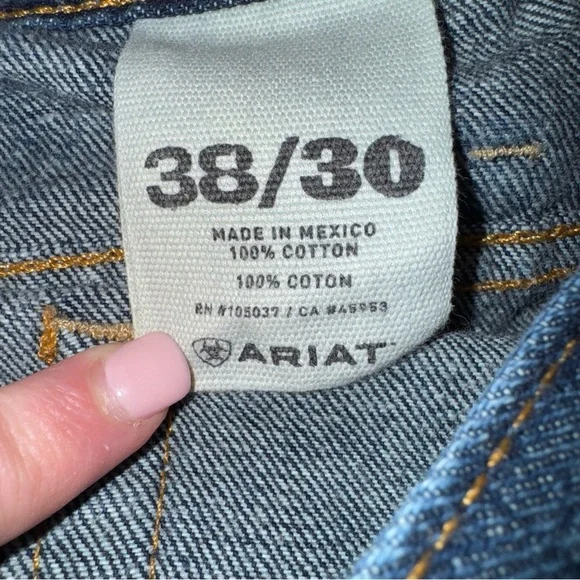 38/30
MADE IN MEXICO
100% COTTON
100% COTON
RN #105037 / CA #45953
ARIAT